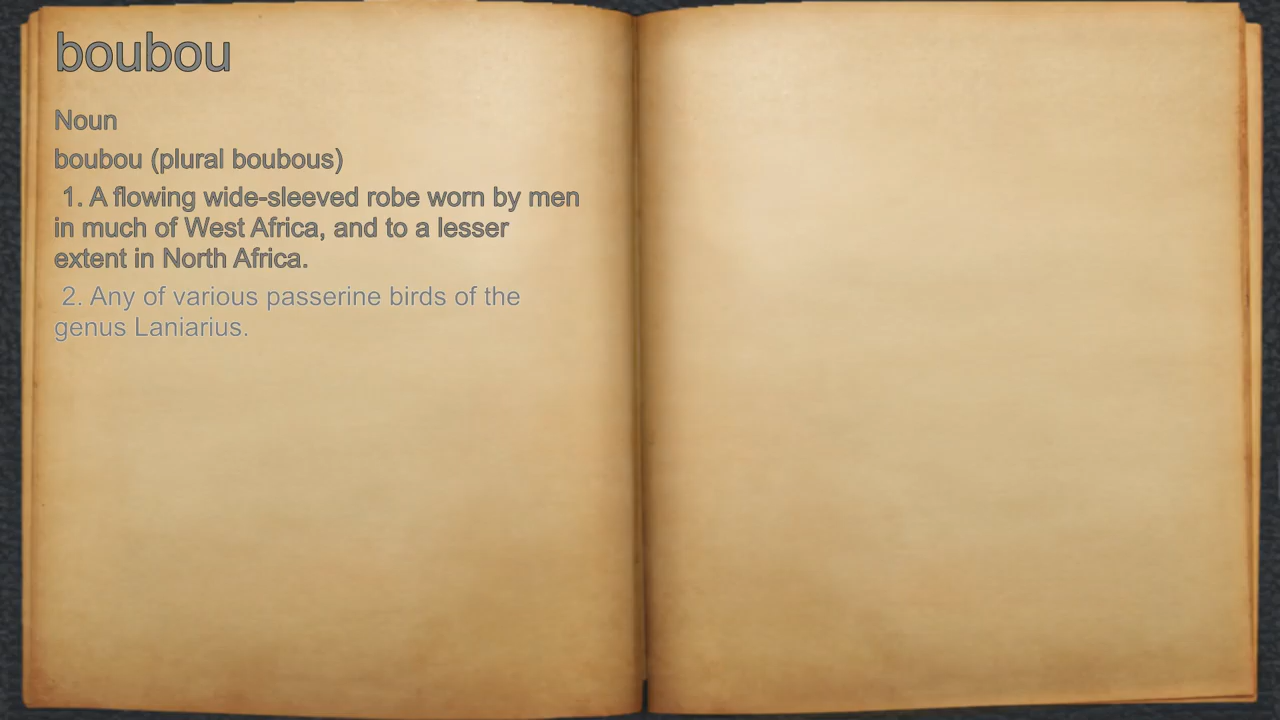 boubou
Noun
boubou (plural boubous)
1. A flowing wide-sleeved robe worn by men
in much of West Africa, and to a lesser
extent in North Africa.
2. Any of various passerine birds of the
genus Laniarius.